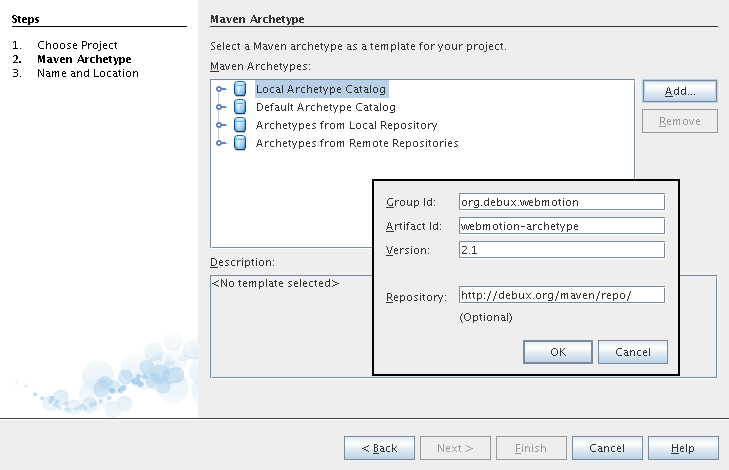 Steps
1. Choose Project
2. Maven Archetype
3. Name and Location
Maven Archetype
Select a Maven archetype as a template for your project.
Maven Archetypes:
Local Archetype Catalog
Default Archetype Catalog
Archetypes from Local Repository
Archetypes from Remote Repositories
Add...
Remove
Group Id: org.debux.webmotion
Artifact Id: webmotion-archetype
Version: 2.1
Repository: http://debux.org/maven/repo/
(Optional)
OK Cancel
Description:
<No template selected>
< Back Next > Finish Cancel Help